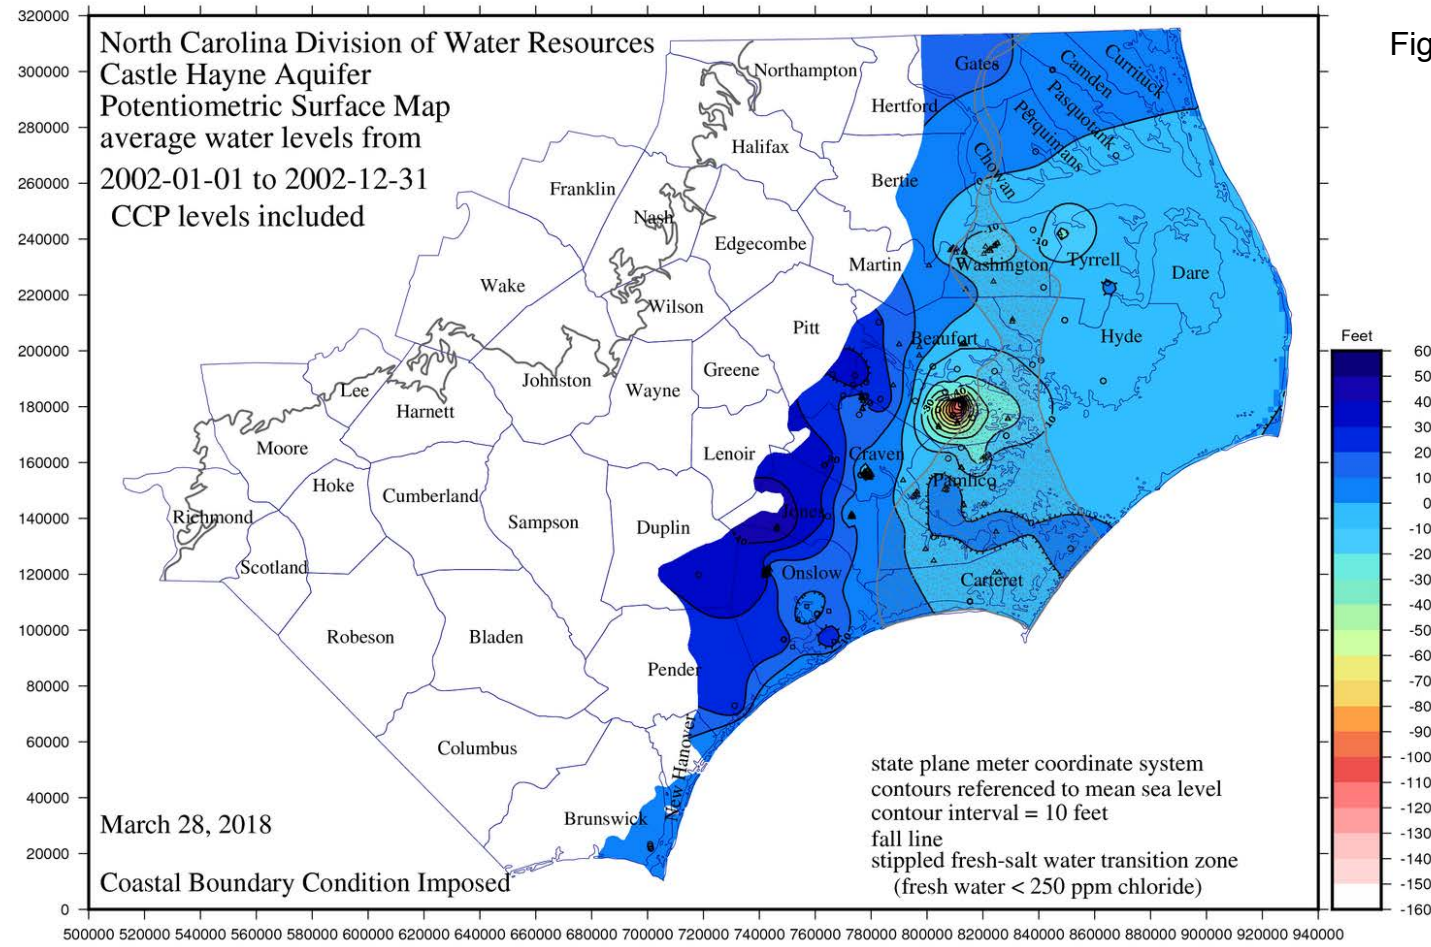 Fig
North Carolina Division of Water Resources
Castle Hayne Aquifer
Potentiometric Surface Map
average water levels from
2002-01-01 to 2002-12-31
CCP levels included
320000
300000
280000
260000
240000
220000
200000
180000
160000
140000
120000
100000
80000
60000
40000
20000
0
Northampton
Gates
Camden
Currituck
Hertford
Pasquotank
Perquimans
Halifax
Chowan
Franklin
Bertie
Nash
Edgecombe
Martin
Washington
Tyrrell
Dare
Wake
Wilson
Pitt
Beaufort
Hyde
Greene
Johnston
Wayne
Lee
Harnett
Moore
Lenoir
Craven
Pamlico
Hoke
Cumberland
Richmond
Sampson
Duplin
Jones
Scotland
Onslow
Carteret
Robeson
Bladen
Pender
Columbus
New Hanover
Brunswick
-10
-10
Feet
60
50
40
30
20
10
0
-10
-20
-30
-40
-50
-60
-70
-80
-90
-100
-110
-120
-130
-140
-150
-160
state plane meter coordinate system
contours referenced to mean sea level
contour interval = 10 feet
fall line
stippled fresh-salt water transition zone
(fresh water < 250 ppm chloride)
March 28, 2018
Coastal Boundary Condition Imposed
500000 520000 540000 560000 580000 600000 620000 640000 660000 680000 700000 720000 740000 760000 780000 800000 820000 840000 860000 880000 900000 920000 940000